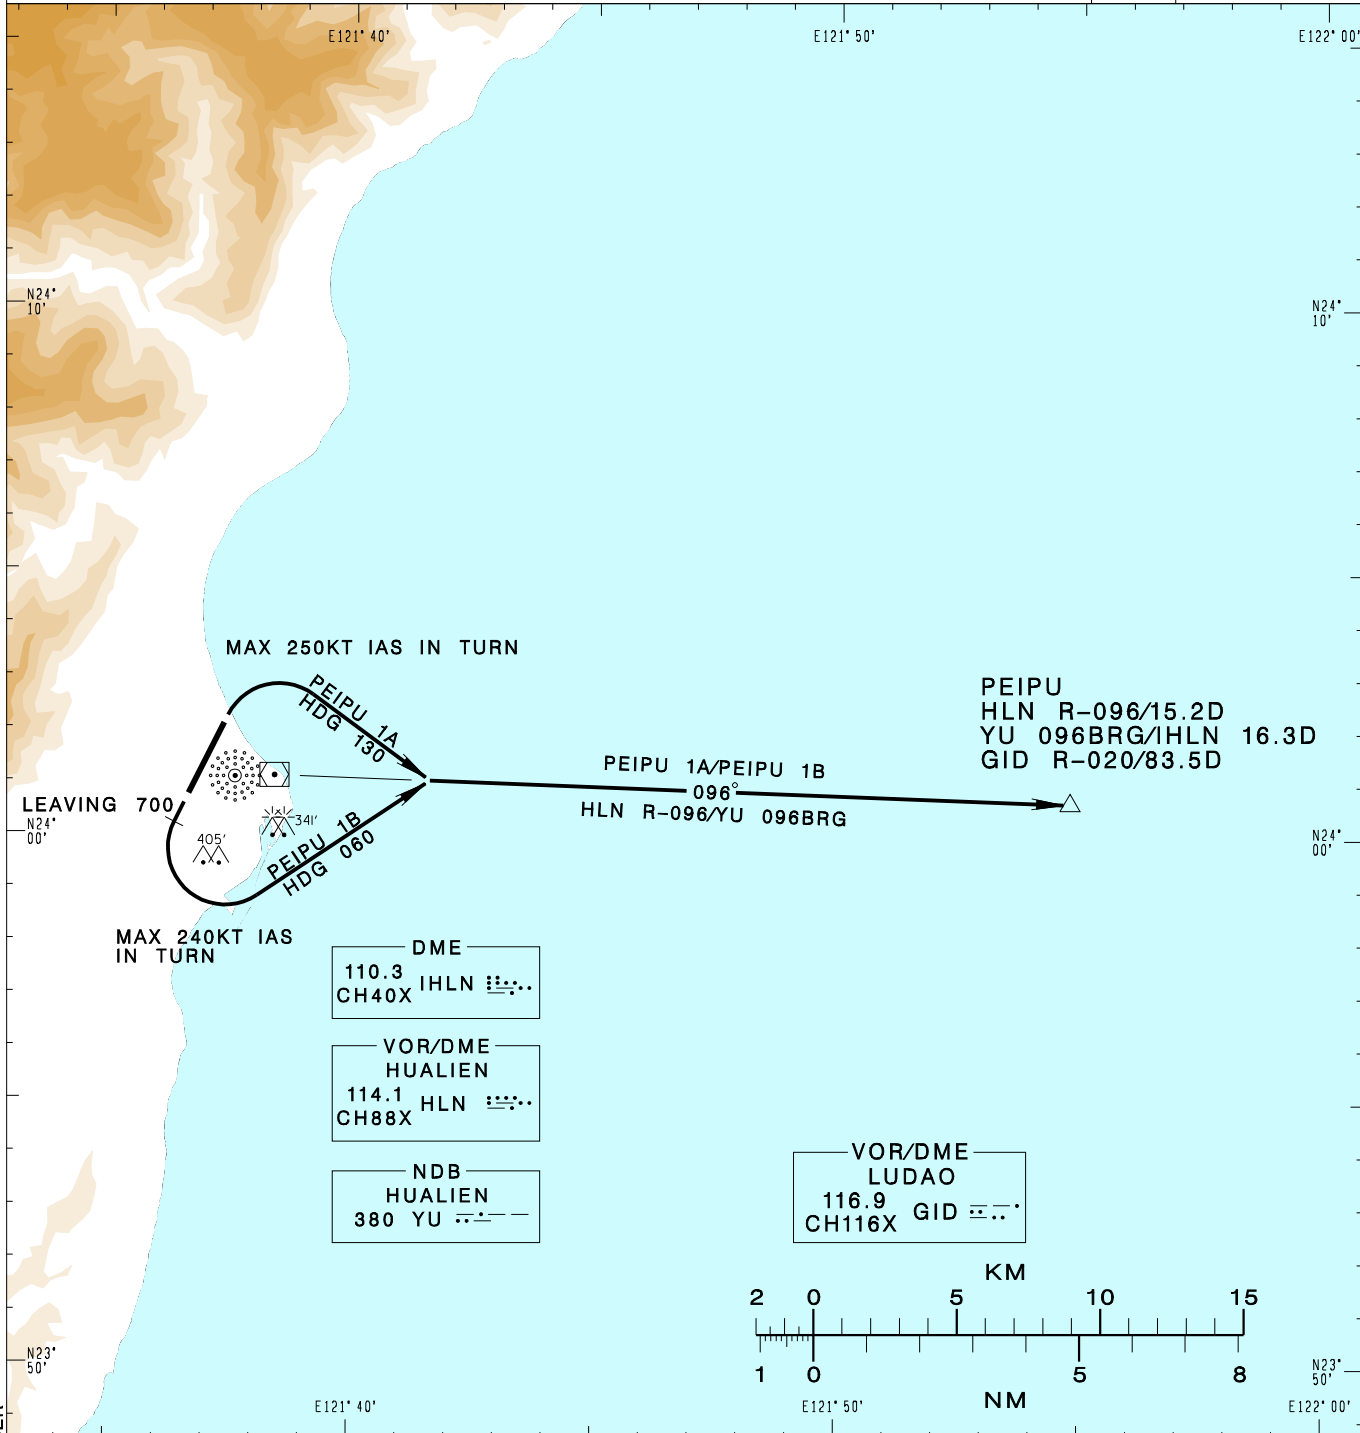 E121° 40'
E121° 50'
E122° 00'
N24°
10'
N24°
10'
MAX 250KT IAS IN TURN
PEIPU 1A
HDG 130
PEIPU
HLN R-096/15.2D
YU 096BRG/IHLN 16.3D
GID R-020/83.5D
PEIPU 1A/PEIPU 1B
096°
HLN R-096/YU 096BRG
LEAVING 700
N24°
00'
405'
341'
PEIPU 1B
HDG 060
N24°
00'
MAX 240KT IAS
IN TURN
DME
110.3
CH40X
IHLN
VOR/DME
HUALIEN
114.1
CH88X
HLN
NDB
HUALIEN
380 YU
VOR/DME
LUDAO
116.9
CH116X
GID
KM
2 0 5 10 15
1 0 5 8
NM
N23°
50'
N23°
50'
E121° 40'
E121° 50'
E122° 00'